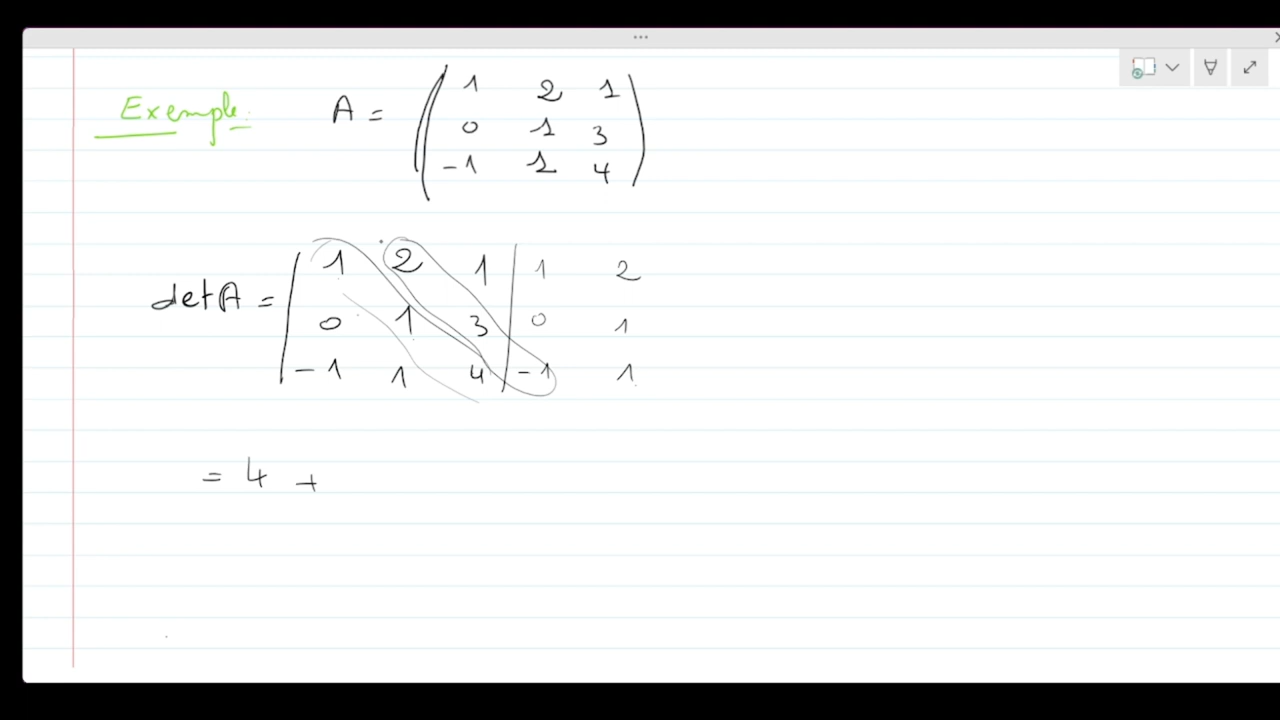 Exemple: A = ( 1 2 1
0 1 3
-1 1 4 )
det A = | 1 2 1 | 1 2
0 1 3 | 0 1
-1 1 4 | -1 1
= 4 +